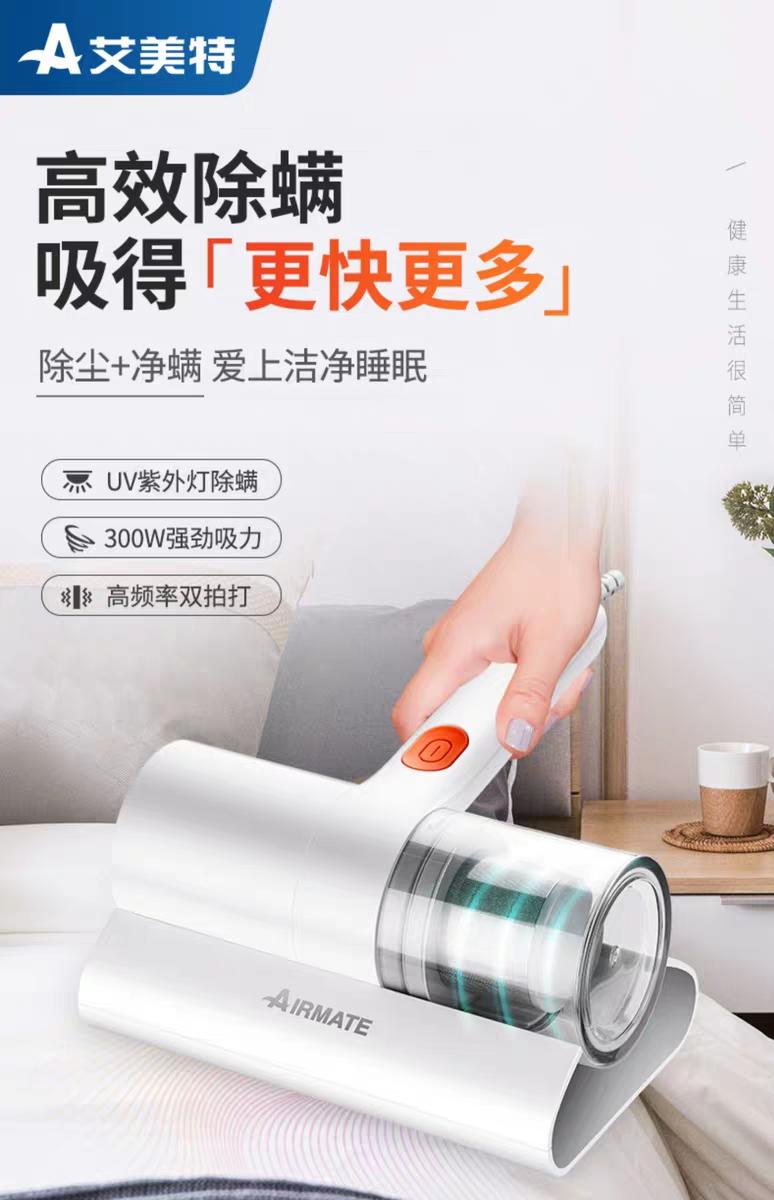 艾美特
高效除螨
吸得「更快更多」
除尘+净螨 爱上洁净睡眠
健康生活很简单
UV紫外灯除螨
300W强劲吸力
高频率双拍打
AIRMATE